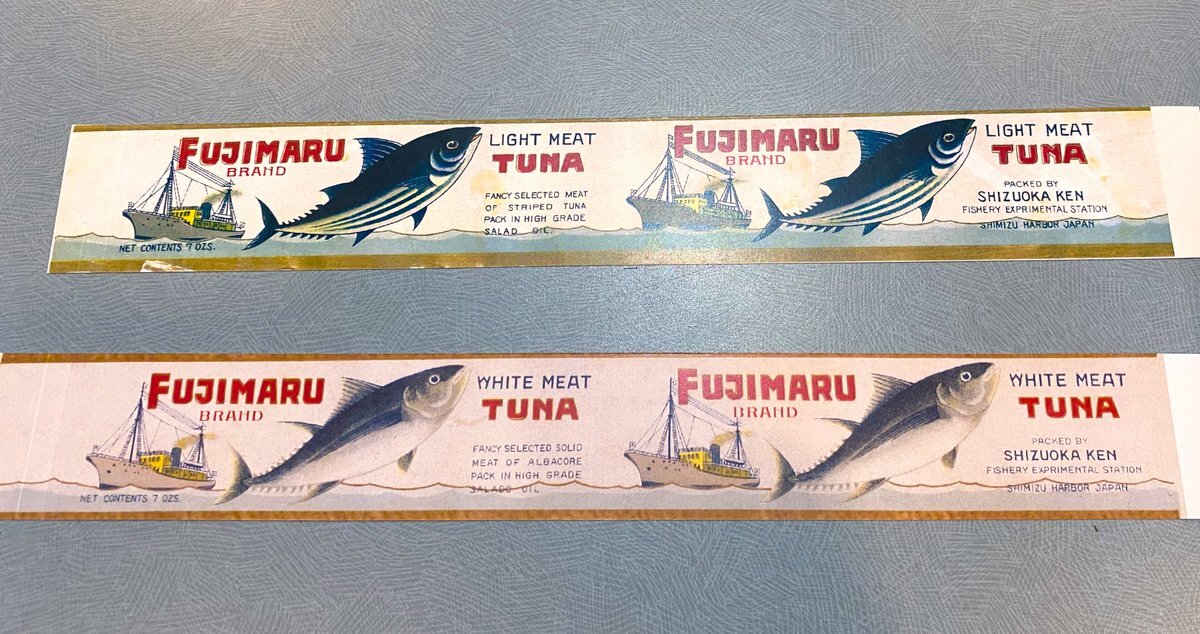 FUJIMARU
BRAND
NET CONTENTS 7 OZS.
LIGHT MEAT
TUNA
FANCY SELECTED MEAT
OF STRIPED TUNA
PACK IN HIGH GRADE
SALAD OIL.
FUJIMARU
BRAND
LIGHT MEAT
TUNA
PACKED BY
SHIZUOKA KEN
FISHERY EXPRIMENTAL STATION
SHIMIZU HARBOR JAPAN
FUJIMARU
BRAND
NET CONTENTS 7 OZS.
WHITE MEAT
TUNA
FANCY SELECTED SOLID
MEAT OF ALBACORE
PACK IN HIGH GRADE
SALAD OIL.
FUJIMARU
BRAND
WHITE MEAT
TUNA
PACKED BY
SHIZUOKA KEN
FISHERY EXPRIMENTAL STATION
SHIMIZU HARBOR JAPAN